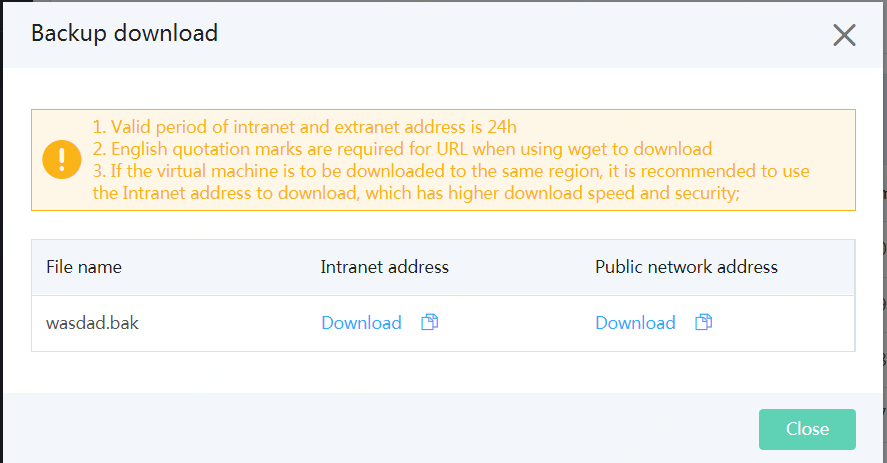 Backup download
1. Valid period of intranet and extranet address is 24h
2. English quotation marks are required for URL when using wget to download
3. If the virtual machine is to be downloaded to the same region, it is recommended to use
the Intranet address to download, which has higher download speed and security;
File name Intranet address Public network address
wasdad.bak Download Download
Close